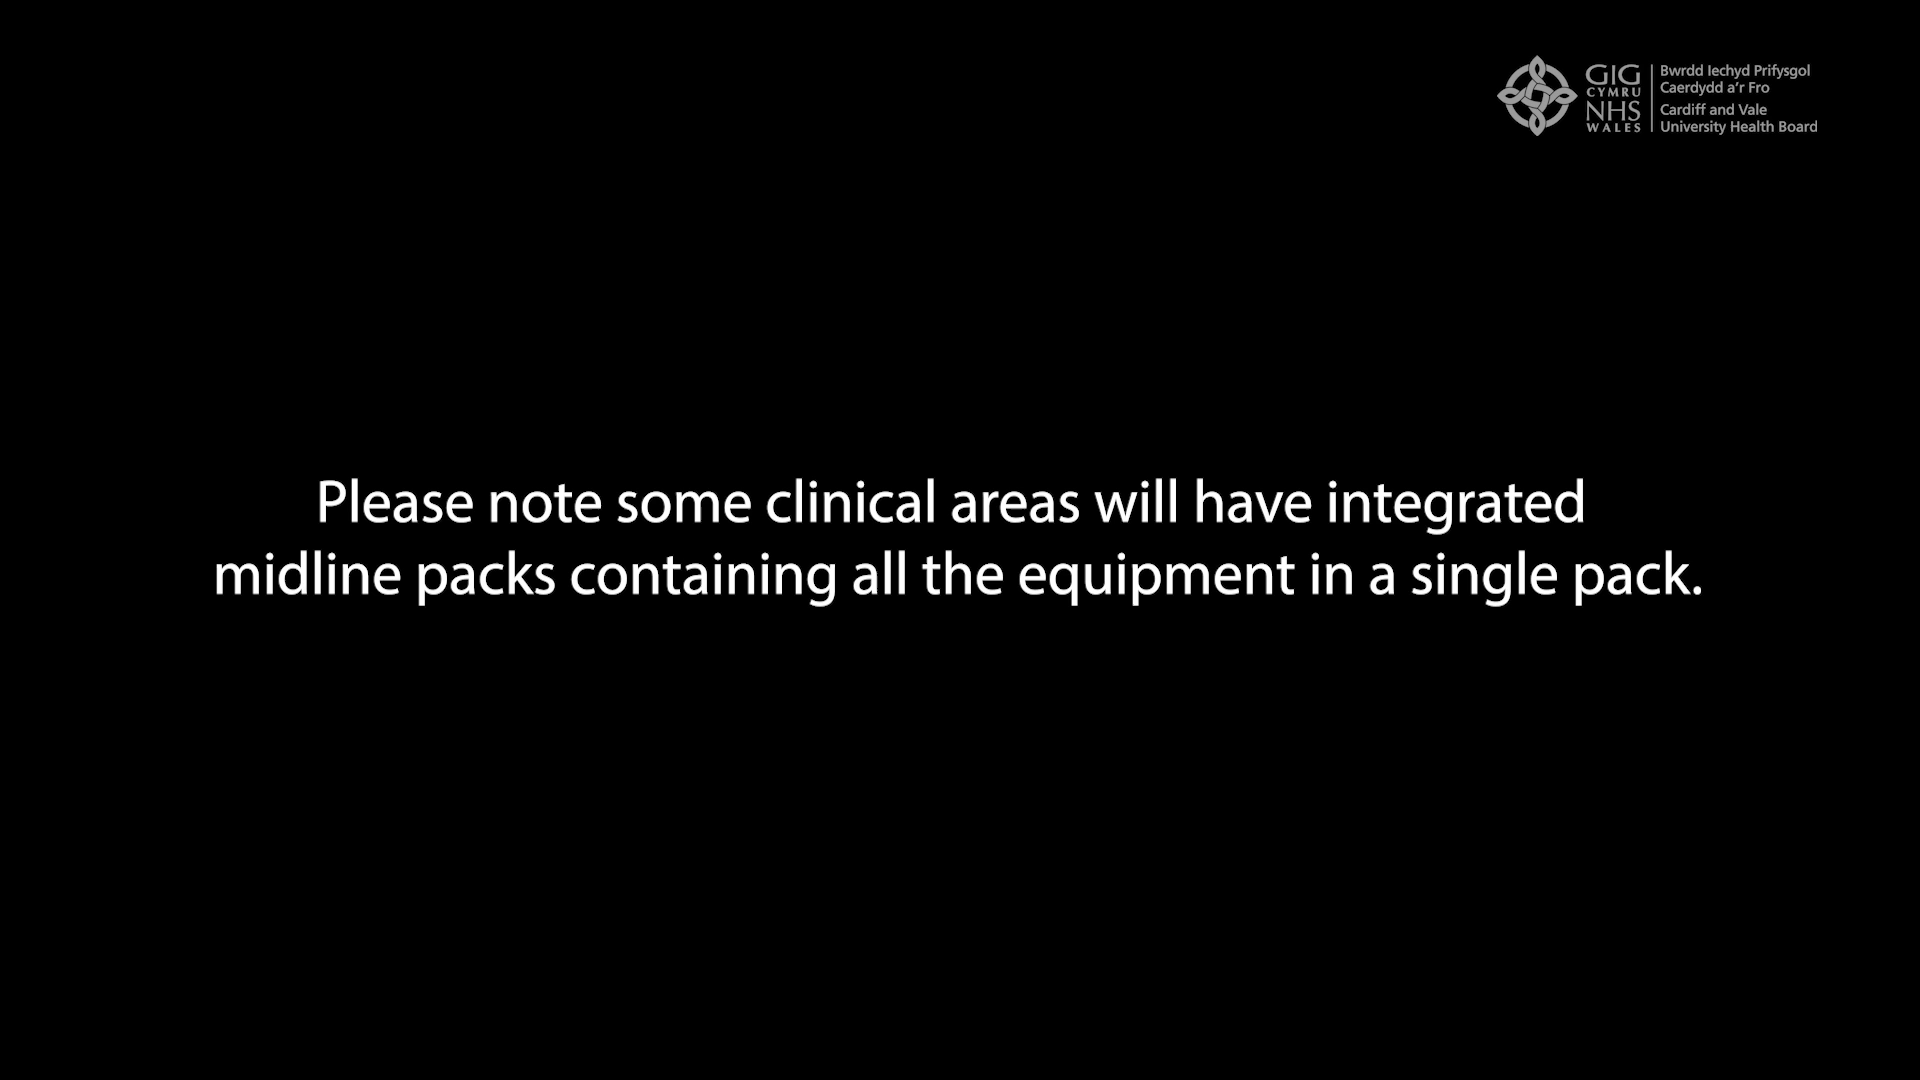 GIG
CYMRU
NHS
WALES
Bwrdd Iechyd Prifysgol
Caerdydd a'r Fro
Cardiff and Vale
University Health Board
Please note some clinical areas will have integrated
midline packs containing all the equipment in a single pack.